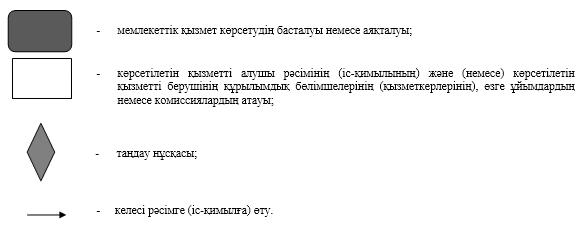 - мемлекеттік қызмет көрсетудің басталуы немесе аяқталуы;
- көрсетілетін қызметті алушы рәсімінің (іс-қимылының) және (немесе) көрсетілетін
қызметті берушінің құрылымдық бөлімшелерінің (қызметкерлерінің), өзге ұйымдардың
немесе комиссиялардың атауы;
- таңдау нұсқасы;
- келесі рәсімге (іс-қимылға) өту.